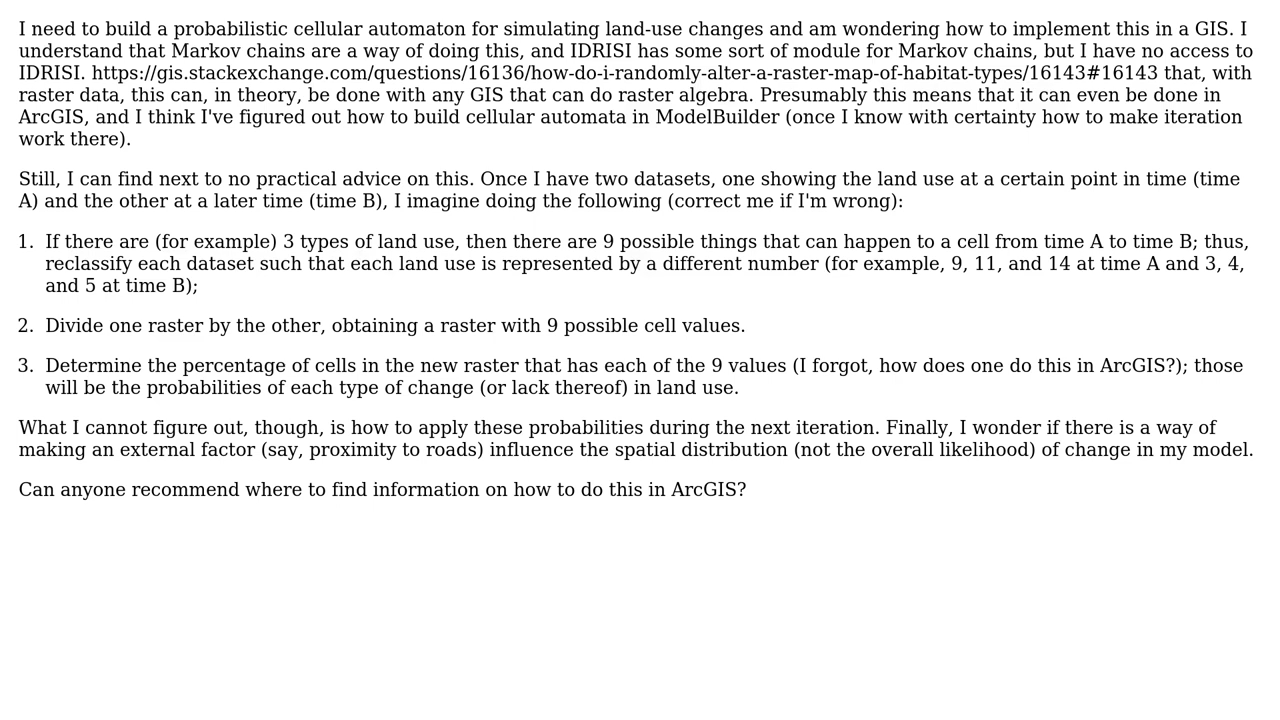 I need to build a probabilistic cellular automaton for simulating land-use changes and am wondering how to implement this in a GIS. I
understand that Markov chains are a way of doing this, and IDRISI has some sort of module for Markov chains, but I have no access to
IDRISI. https://gis.stackexchange.com/questions/16136/how-do-i-randomly-alter-a-raster-map-of-habitat-types/16143#16143 that, with
raster data, this can, in theory, be done with any GIS that can do raster algebra. Presumably this means that it can even be done in
ArcGIS, and I think I've figured out how to build cellular automata in ModelBuilder (once I know with certainty how to make iteration
work there).
Still, I can find next to no practical advice on this. Once I have two datasets, one showing the land use at a certain point in time (time
A) and the other at a later time (time B), I imagine doing the following (correct me if I'm wrong):
1. If there are (for example) 3 types of land use, then there are 9 possible things that can happen to a cell from time A to time B; thus,
reclassify each dataset such that each land use is represented by a different number (for example, 9, 11, and 14 at time A and 3, 4,
and 5 at time B);
2. Divide one raster by the other, obtaining a raster with 9 possible cell values.
3. Determine the percentage of cells in the new raster that has each of the 9 values (I forgot, how does one do this in ArcGIS?); those
will be the probabilities of each type of change (or lack thereof) in land use.
What I cannot figure out, though, is how to apply these probabilities during the next iteration. Finally, I wonder if there is a way of
making an external factor (say, proximity to roads) influence the spatial distribution (not the overall likelihood) of change in my model.
Can anyone recommend where to find information on how to do this in ArcGIS?